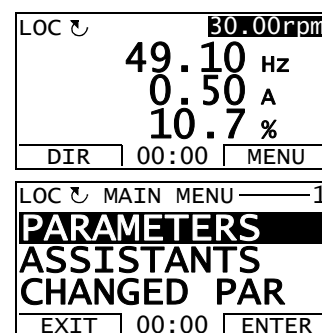 LOC ↻ 30.00rpm
49.10 Hz
0.50 A
10.7 %
DIR 00:00 MENU
LOC ↻ MAIN MENU 1
PARAMETERS
ASSISTANTS
CHANGED PAR
EXIT 00:00 ENTER